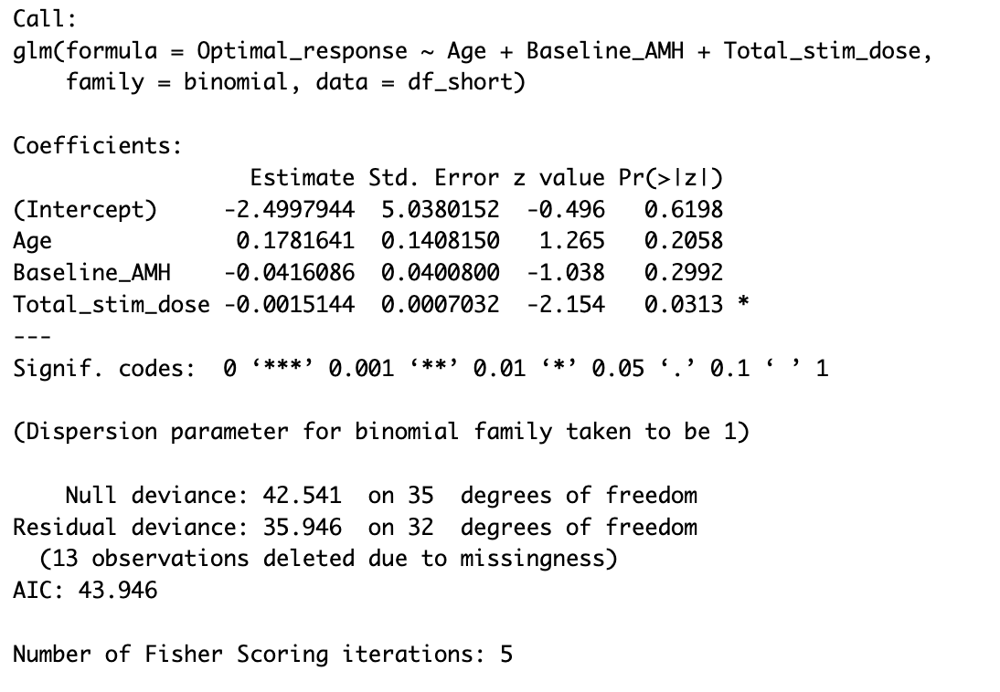 Call:
glm(formula = Optimal_response ~ Age + Baseline_AMH + Total_stim_dose,
    family = binomial, data = df_short)
Coefficients:
                  Estimate Std. Error z value Pr(>|z|)
(Intercept)     -2.4997944  5.0380152  -0.496   0.6198
Age              0.1781641  0.1408150   1.265   0.2058
Baseline_AMH    -0.0416086  0.0400800  -1.038   0.2992
Total_stim_dose -0.0015144  0.0007032  -2.154   0.0313 *
---
Signif. codes:  0 ‘***’ 0.001 ‘**’ 0.01 ‘*’ 0.05 ‘.’ 0.1 ‘ ’ 1
(Dispersion parameter for binomial family taken to be 1)
    Null deviance: 42.541  on 35  degrees of freedom
Residual deviance: 35.946  on 32  degrees of freedom
  (13 observations deleted due to missingness)
AIC: 43.946
Number of Fisher Scoring iterations: 5